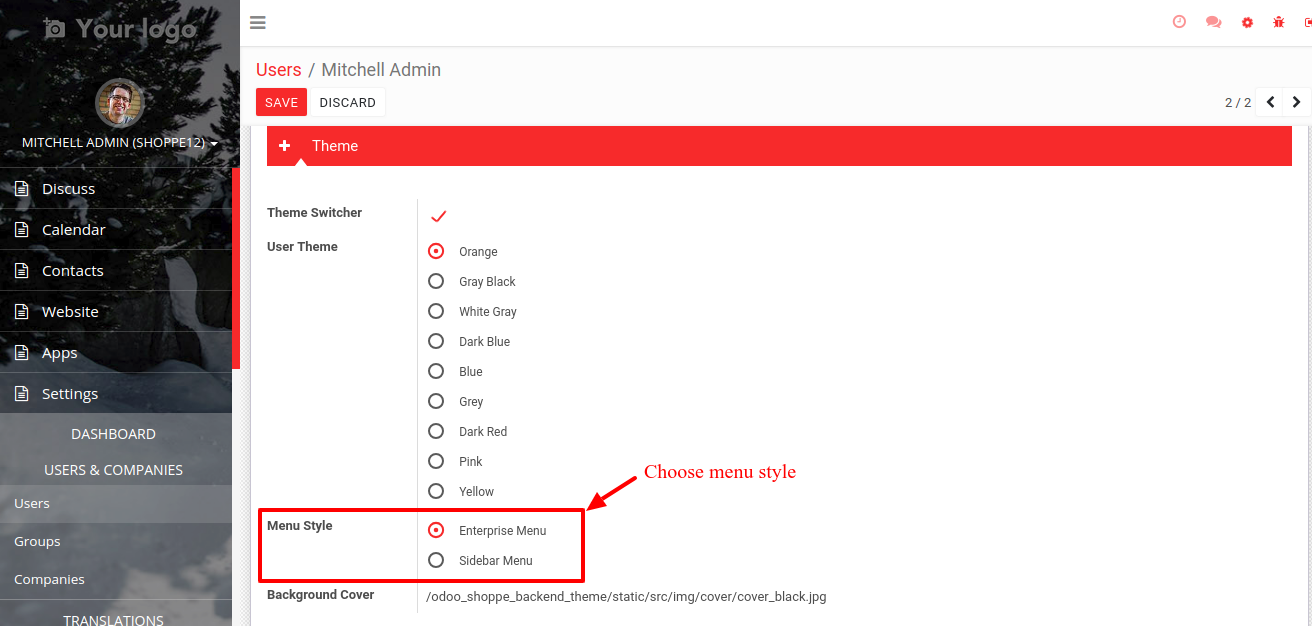 Your logo
MITCHELL ADMIN (SHOPPE12)
Discuss
Calendar
Contacts
Website
Apps
Settings
DASHBOARD
USERS & COMPANIES
Users
Groups
Companies
TRANSLATIONS
Users / Mitchell Admin
SAVE DISCARD
2 / 2
Theme
Theme Switcher
User Theme
Orange
Gray Black
White Gray
Dark Blue
Blue
Grey
Dark Red
Pink
Yellow
Choose menu style
Menu Style
Enterprise Menu
Sidebar Menu
Background Cover /odoo_shoppe_backend_theme/static/src/img/cover/cover_black.jpg